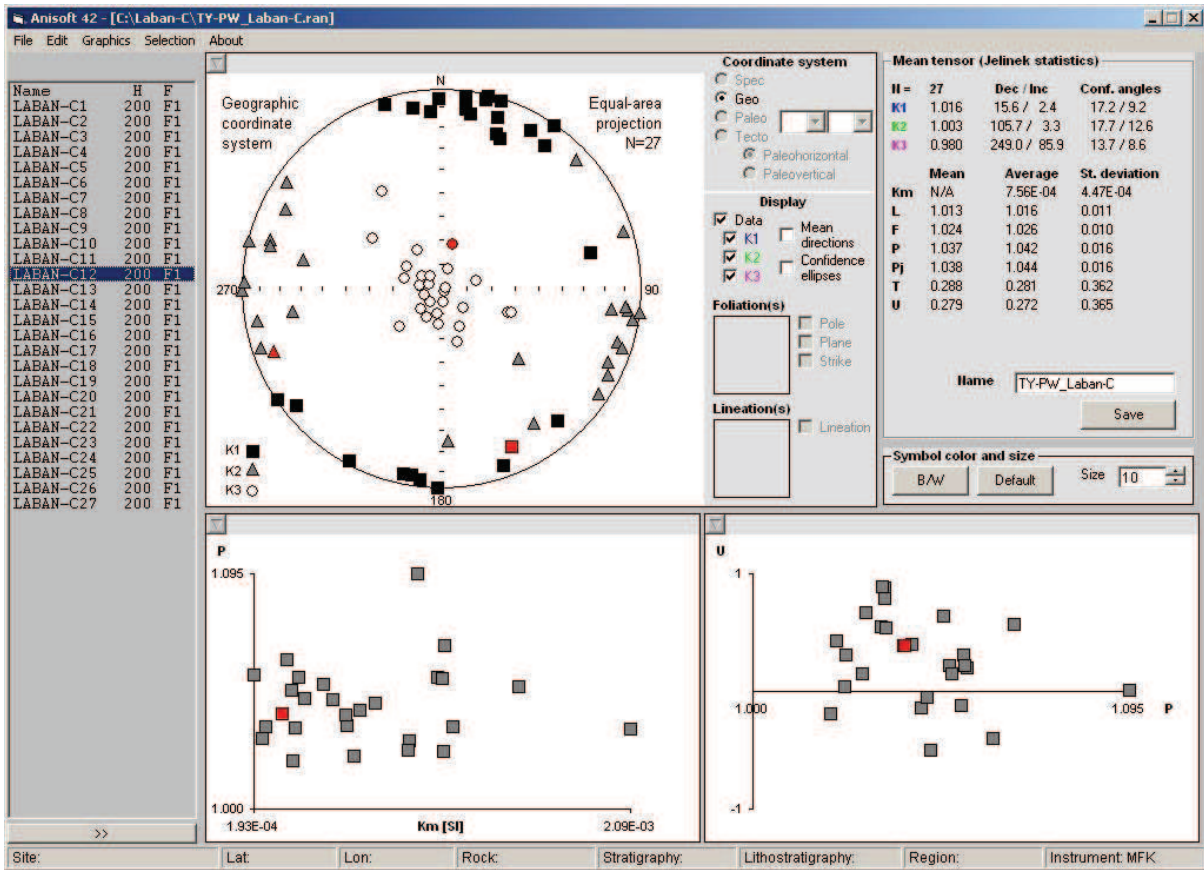 Anisoft 42 - [C:\Laban-C\TY-PW_Laban-C.ran]
File Edit Graphics Selection About
Name H F
LABAN-C1 200 F1
LABAN-C2 200 F1
LABAN-C3 200 F1
LABAN-C4 200 F1
LABAN-C5 200 F1
LABAN-C6 200 F1
LABAN-C7 200 F1
LABAN-C8 200 F1
LABAN-C9 200 F1
LABAN-C10 200 F1
LABAN-C11 200 F1
LABAN-C12 200 F1
LABAN-C13 200 F1
LABAN-C14 200 F1
LABAN-C15 200 F1
LABAN-C16 200 F1
LABAN-C17 200 F1
LABAN-C18 200 F1
LABAN-C19 200 F1
LABAN-C20 200 F1
LABAN-C21 200 F1
LABAN-C22 200 F1
LABAN-C23 200 F1
LABAN-C24 200 F1
LABAN-C25 200 F1
LABAN-C26 200 F1
LABAN-C27 200 F1
>>
Geographic
coordinate
system
N
Equal-area
projection
N=27
270
90
180
K1
K2
K3
Coordinate system
Spec
Geo
Paleo
Tecto
Paleohorizontal
Paleovertical
Display
Data
K1
K2
K3
Mean
directions
Confidence
ellipses
Foliation(s)
Pole
Plane
Strike
Lineation(s)
Lineation
Mean tensor (Jelinek statistics)
N = 27 Dec / Inc Conf. angles
K1 1.016 15.6 / 2.4 17.2 / 9.2
K2 1.003 105.7 / 3.3 17.7 / 12.6
K3 0.980 249.0 / 85.9 13.7 / 8.6
Mean Average St. deviation
Km N/A 7.56E-04 4.47E-04
L 1.013 1.016 0.011
F 1.024 1.026 0.010
P 1.037 1.042 0.016
Pj 1.038 1.044 0.016
T 0.288 0.281 0.362
U 0.279 0.272 0.365
Name TY-PW_Laban-C
Save
Symbol color and size
B/W Default Size 10
P
1.095
1.000
1.93E-04 Km [SI] 2.09E-03
U
1
1.000 1.095 P
-1
Site: Lat: Lon: Rock: Stratigraphy: Lithostratigraphy: Region: Instrument: MFK